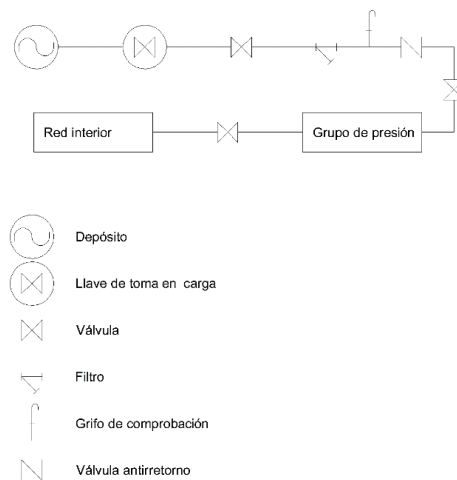 Red interior
Grupo de presión
Depósito
Llave de toma en carga
Válvula
Filtro
Grifo de comprobación
Válvula antirretorno